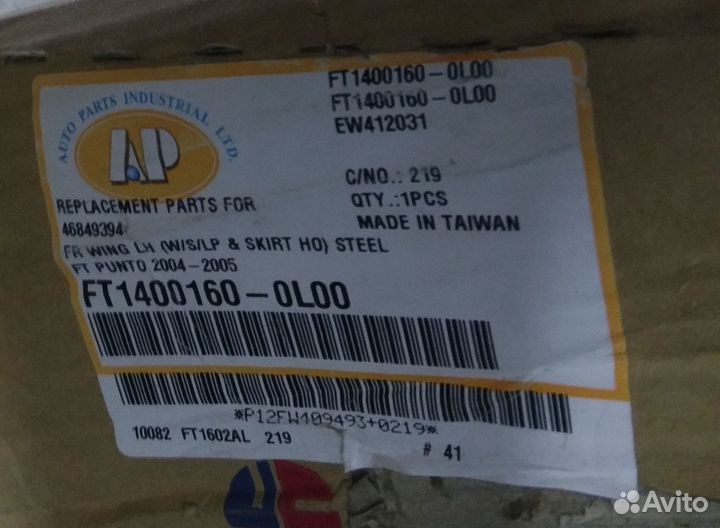 AUTO PARTS INDUSTRIAL LTD.
AP
FT1400160-0L00
FT1400160-0L00
EW412031
C/NO.: 219
QTY .:1PCS
MADE IN TAIWAN
REPLACEMENT PARTS FOR
46849394
FR WING LH (W/S/LP & SKIRT HO) STEEL
FT PUNTO 2004-2005
FT1400160-0L00
*P12FW409493+0219*
10082 FT1602AL 219
# 41
Avito